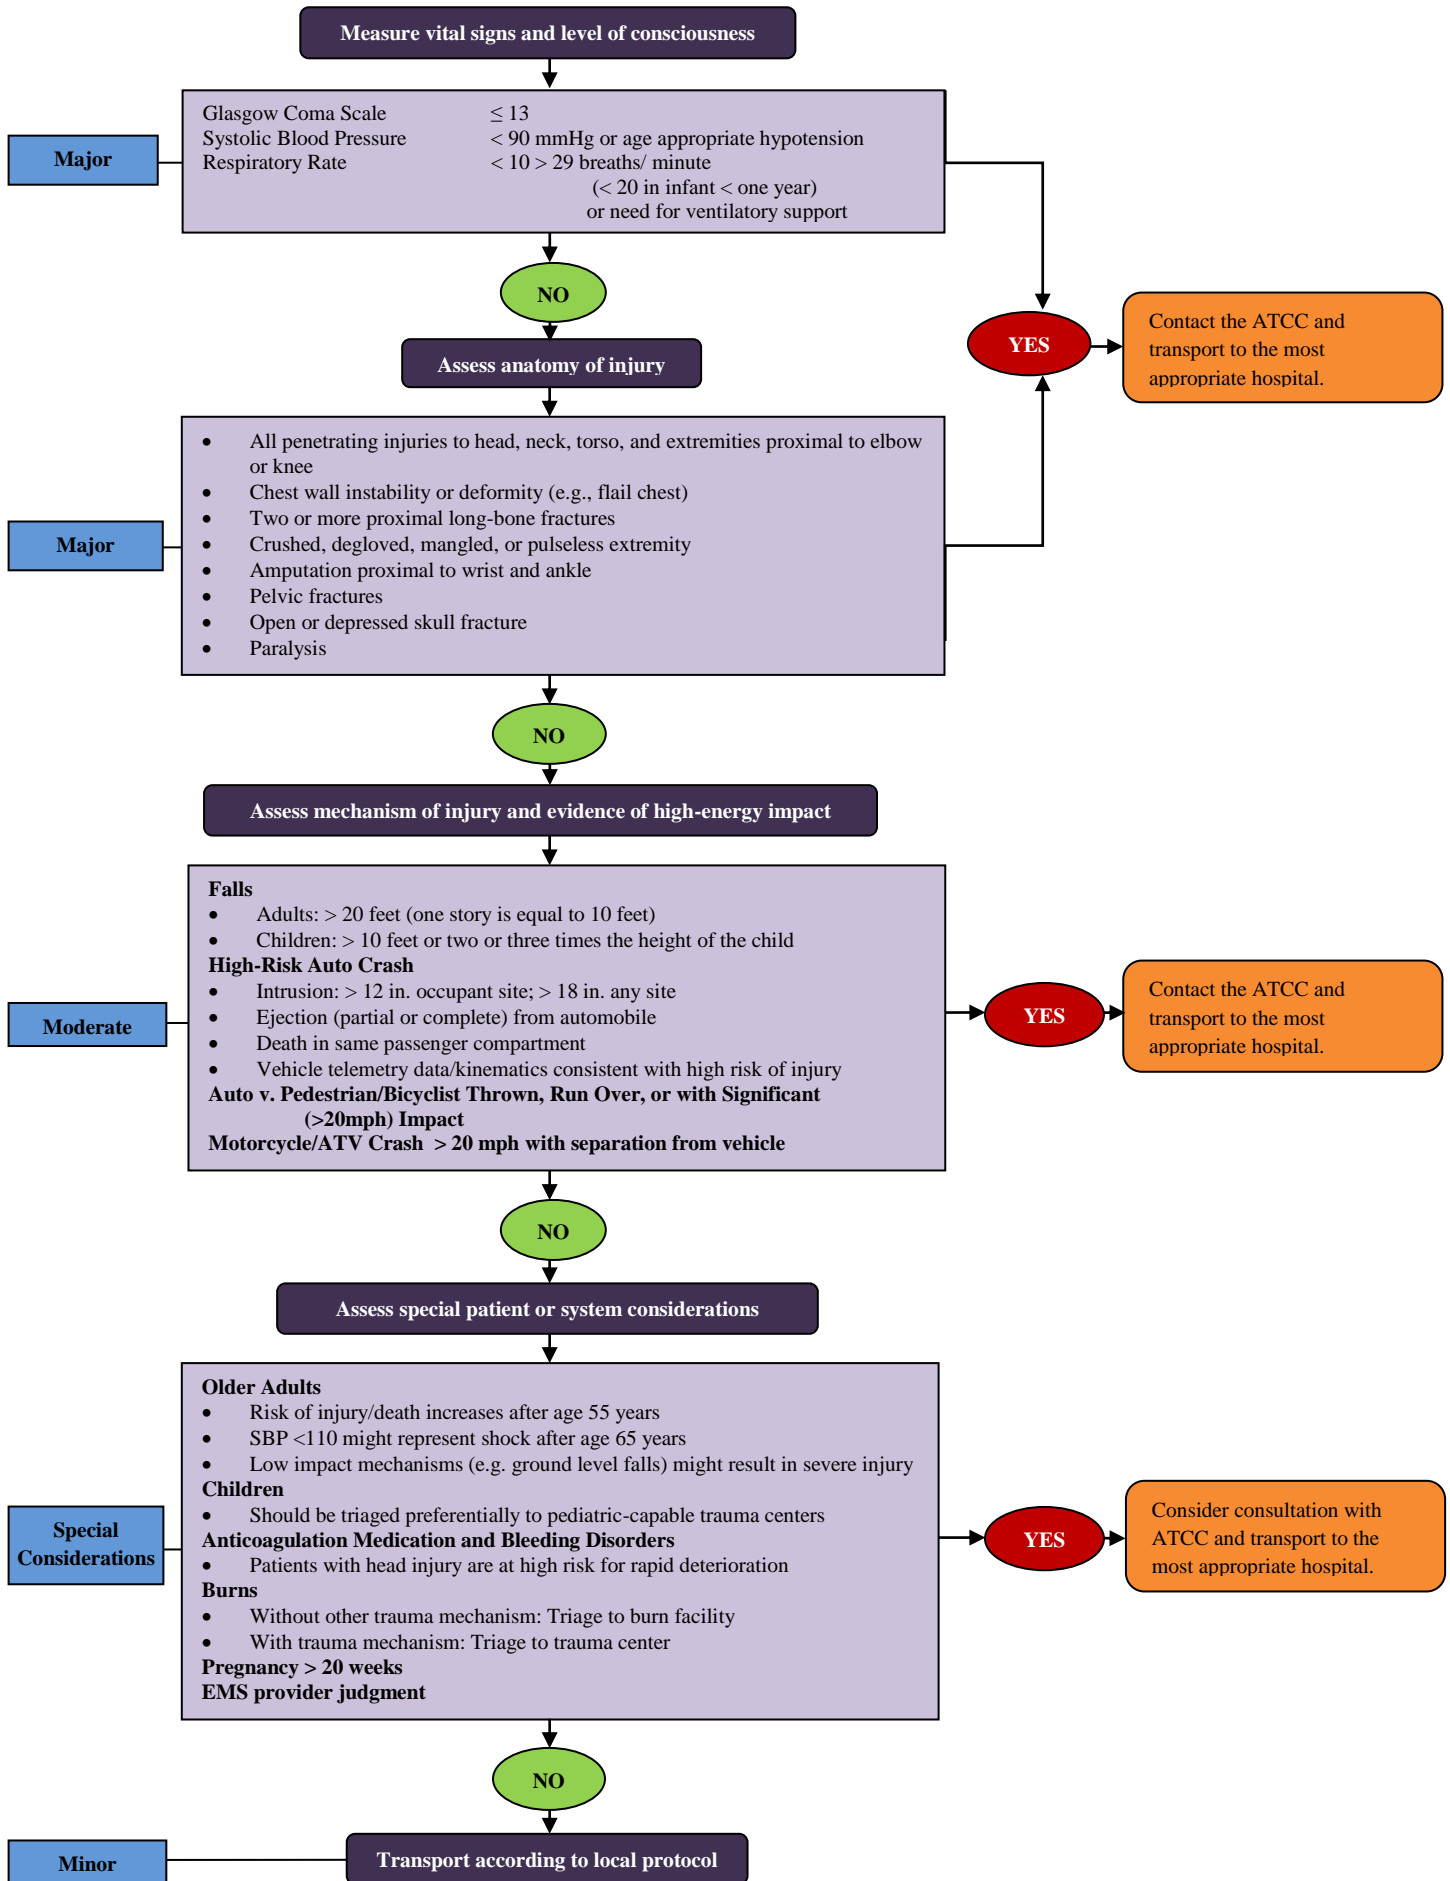 Measure vital signs and level of consciousness
Glasgow Coma Scale ≤ 13
Systolic Blood Pressure < 90 mmHg or age appropriate hypotension
Major
Respiratory Rate < 10 > 29 breaths/ minute
(< 20 in infant < one year)
or need for ventilatory support
NO
YES
Contact the ATCC and
transport to the most
appropriate hospital.
Assess anatomy of injury
• All penetrating injuries to head, neck, torso, and extremities proximal to elbow
or knee
• Chest wall instability or deformity (e.g., flail chest)
• Two or more proximal long-bone fractures
Major
• Crushed, degloved, mangled, or pulseless extremity
• Amputation proximal to wrist and ankle
• Pelvic fractures
• Open or depressed skull fracture
• Paralysis
NO
Assess mechanism of injury and evidence of high-energy impact
Falls
• Adults: > 20 feet (one story is equal to 10 feet)
• Children: > 10 feet or two or three times the height of the child
High-Risk Auto Crash
• Intrusion: > 12 in. occupant site; > 18 in. any site
• Ejection (partial or complete) from automobile
• Death in same passenger compartment
• Vehicle telemetry data/kinematics consistent with high risk of injury
Auto v. Pedestrian/Bicyclist Thrown, Run Over, or with Significant
(>20mph) Impact
Motorcycle/ATV Crash > 20 mph with separation from vehicle
Moderate
YES
Contact the ATCC and
transport to the most
appropriate hospital.
NO
Assess special patient or system considerations
Older Adults
• Risk of injury/death increases after age 55 years
• SBP <110 might represent shock after age 65 years
• Low impact mechanisms (e.g. ground level falls) might result in severe injury
Children
• Should be triaged preferentially to pediatric-capable trauma centers
Anticoagulation Medication and Bleeding Disorders
• Patients with head injury are at high risk for rapid deterioration
Burns
• Without other trauma mechanism: Triage to burn facility
• With trauma mechanism: Triage to trauma center
Pregnancy > 20 weeks
EMS provider judgment
Special
Considerations
YES
Consider consultation with
ATCC and transport to the
most appropriate hospital.
NO
Minor
Transport according to local protocol